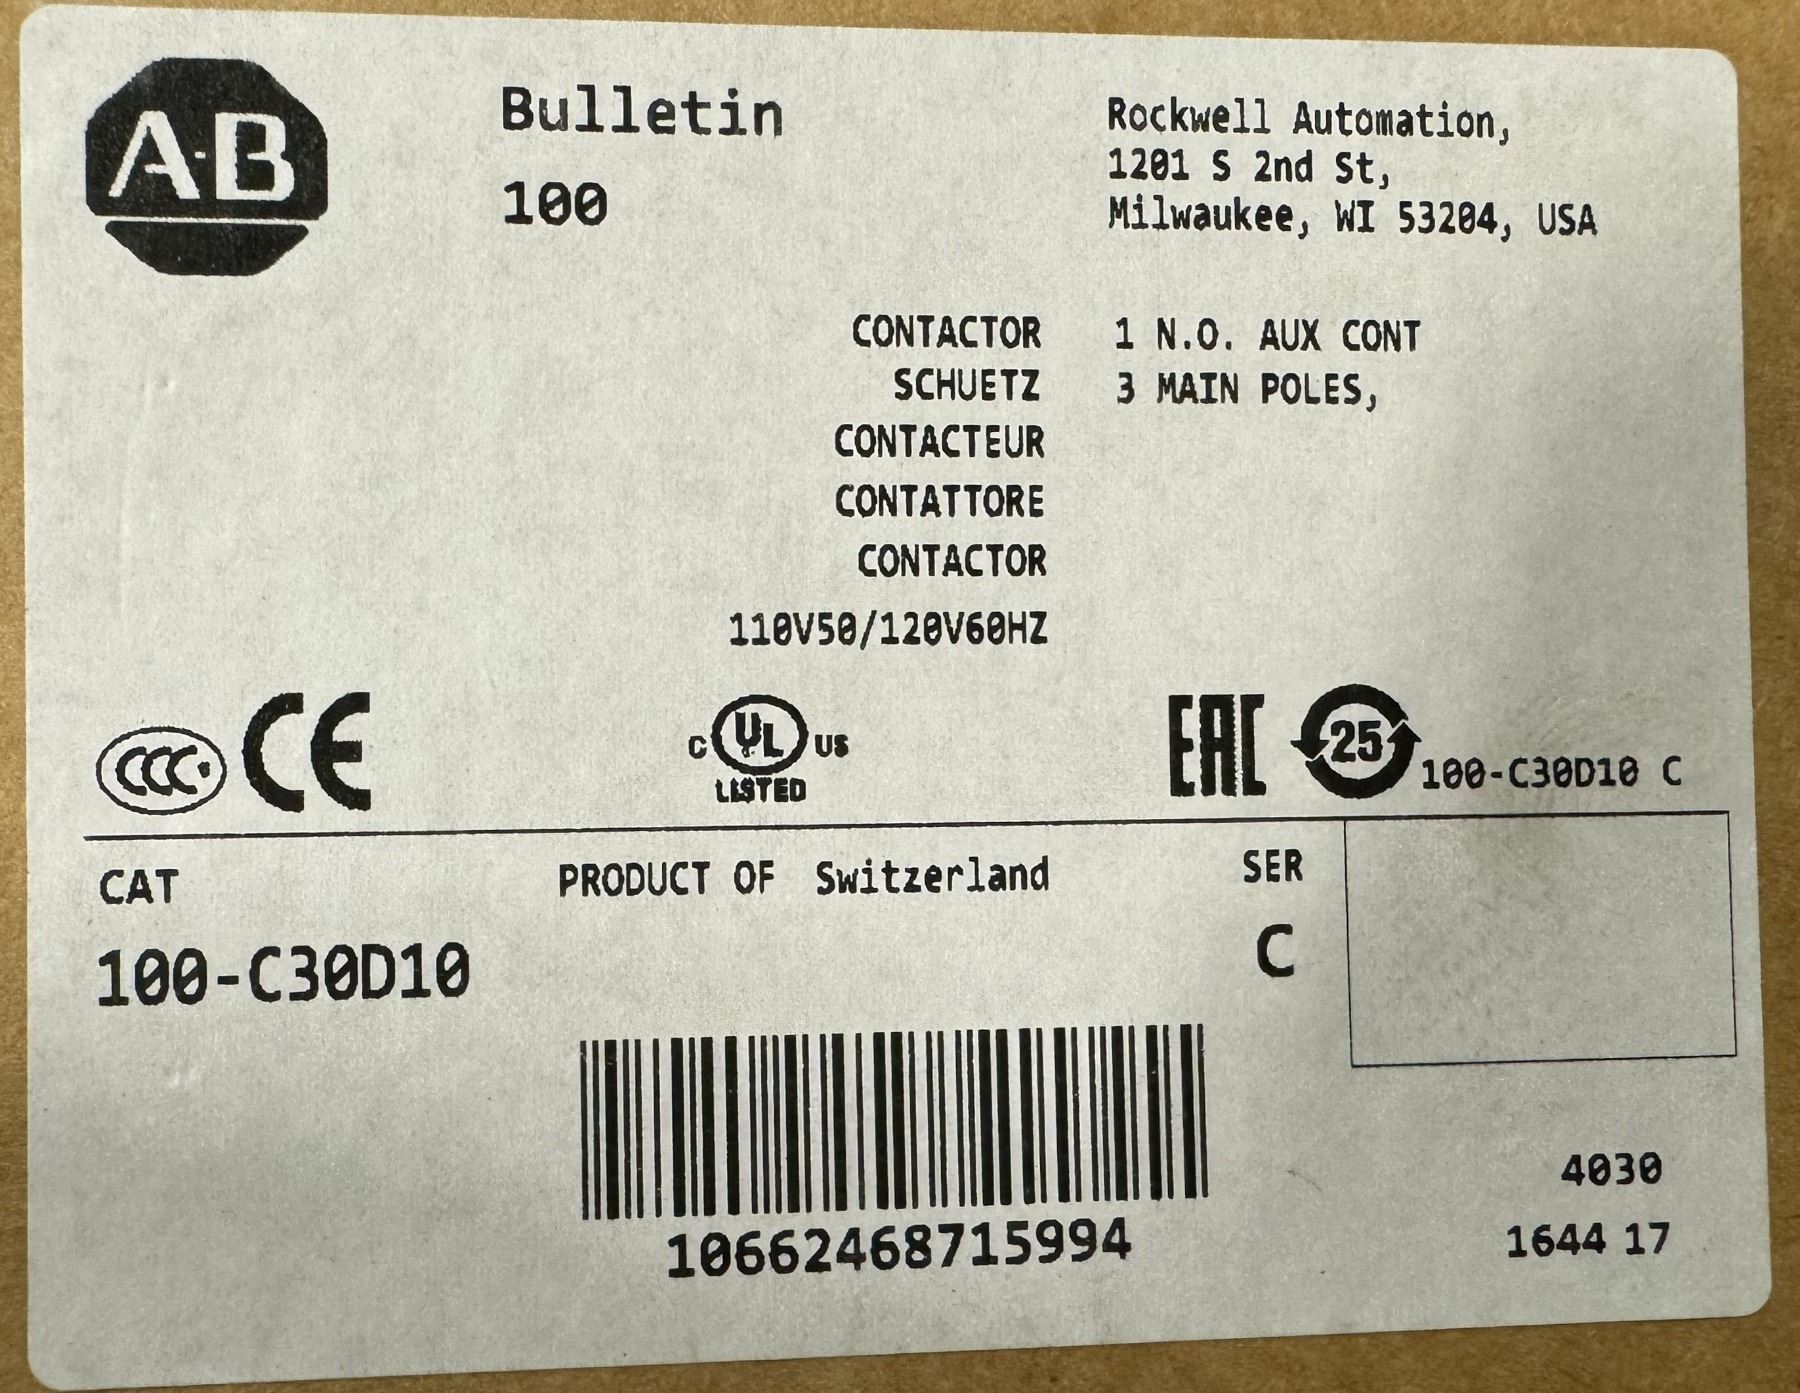 A-B
Bulletin
100
Rockwell Automation,
1201 S 2nd St,
Milwaukee, WI 53204, USA
CONTACTOR 1 N.O. AUX CONT
SCHUETZ 3 MAIN POLES,
CONTACTEUR
CONTATTORE
CONTACTOR
110V50/120V60HZ
CCC CE C UL US
LISTED
EAC 25 100-C30D10 C
CAT PRODUCT OF Switzerland SER
100-C30D10 C
10662468715994
4030
1644 17